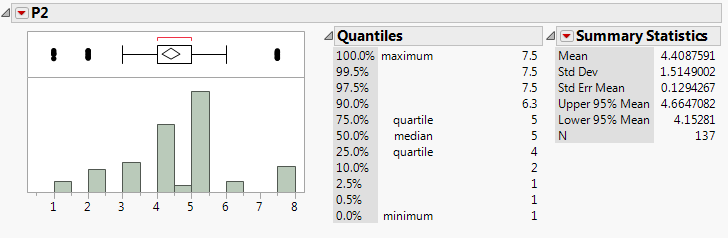 P2
1 2 3 4 5 6 7 8
Quantiles
100.0% maximum 7.5
99.5% 7.5
97.5% 7.5
90.0% 6.3
75.0% quartile 5
50.0% median 5
25.0% quartile 4
10.0% 2
2.5% 1
0.5% 1
0.0% minimum 1
Summary Statistics
Mean 4.4087591
Std Dev 1.5149002
Std Err Mean 0.1294267
Upper 95% Mean 4.6647082
Lower 95% Mean 4.15281
N 137